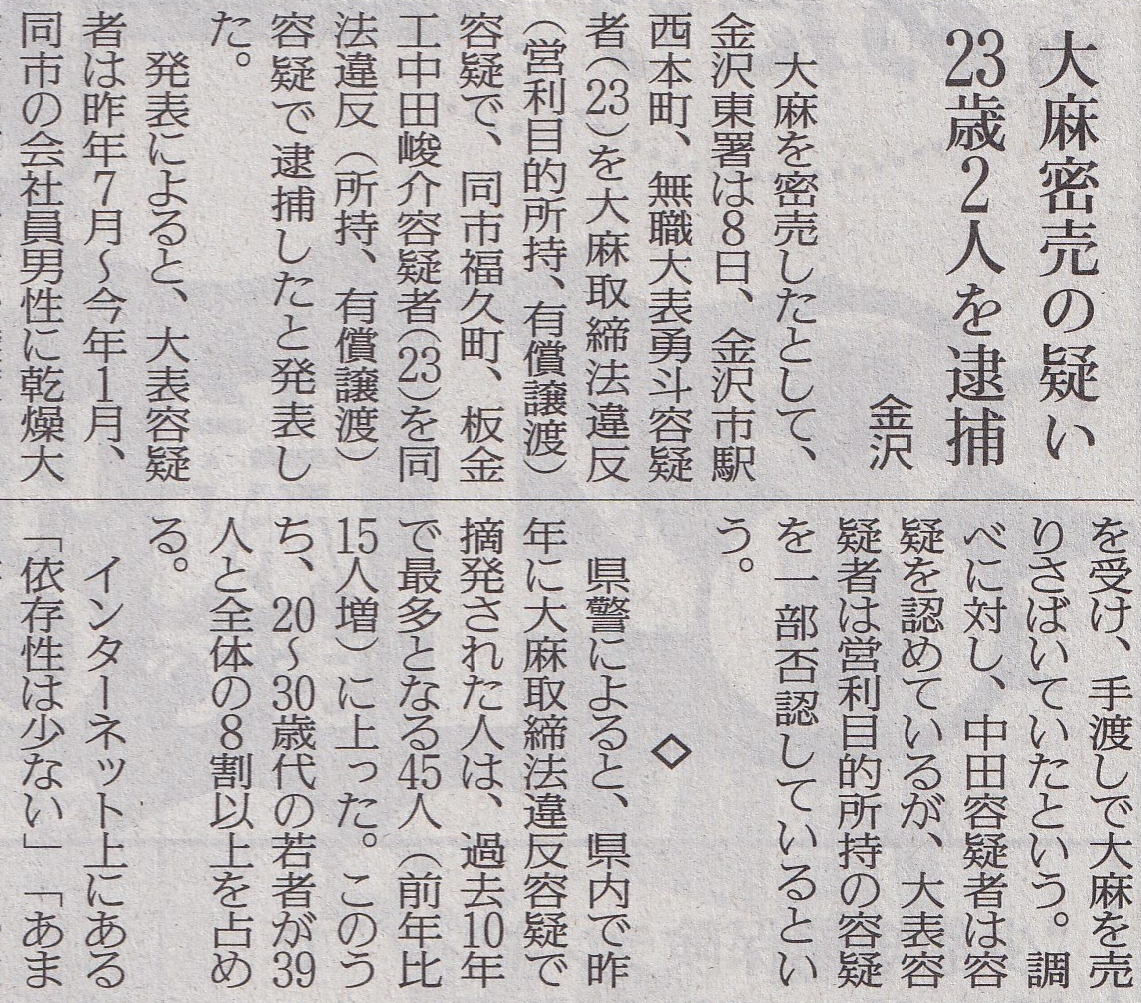 大麻密売の疑い
23歳2人を逮捕
金沢
大麻を密売したとして、
金沢東署は8日、金沢市駅
西本町、無職大表勇斗容疑
者(23)を大麻取締法違反
(営利目的所持、有償譲渡)
容疑で、同市福久町、板金
工中田峻介容疑者(23)を同
法違反(所持、有償譲渡)
容疑で逮捕したと発表し
た。
発表によると、大表容疑
者は昨年7月～今年1月、
同市の会社員男性に乾燥大
を受け、手渡しで大麻を売
りさばいていたという。調
べに対し、中田容疑者は容
疑を認めているが、大表容
疑者は営利目的所持の容疑
を一部否認しているとい
う。
◇
県警によると、県内で昨
年に大麻取締法違反容疑で
摘発された人は、過去10年
で最多となる45人(前年比
15人増)に上った。このう
ち、20～30歳代の若者が39
人と全体の8割以上を占め
る。
インターネット上にある
「依存性は少ない」「あま